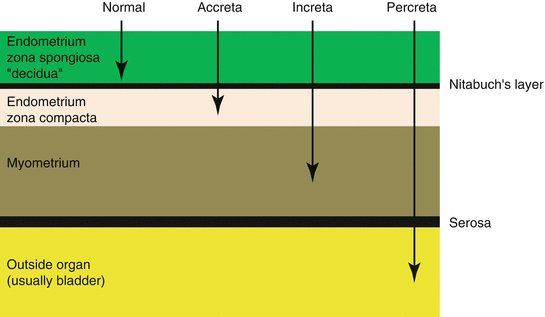 Normal Accreta Increta Percreta
Endometrium
zona spongiosa
"decidua"
Nitabuch's layer
Endometrium
zona compacta
Myometrium
Serosa
Outside organ
(usually bladder)